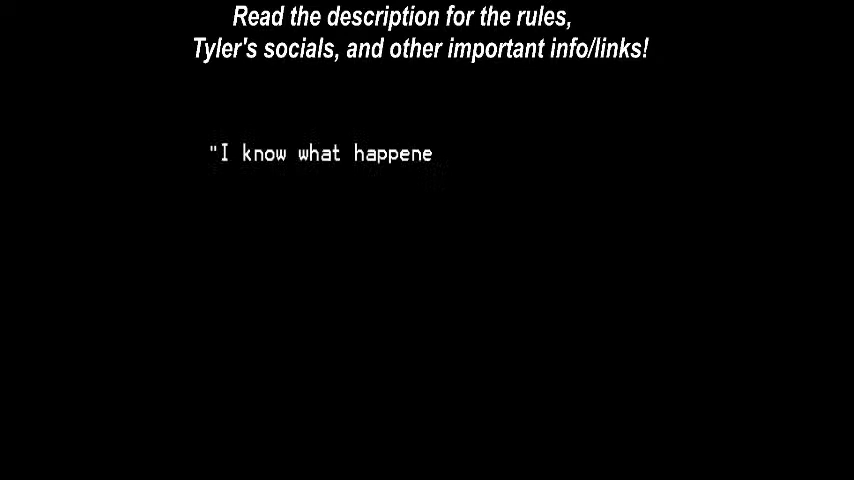 Read the description for the rules,
Tyler's socials, and other important info/links!
"I know what happene